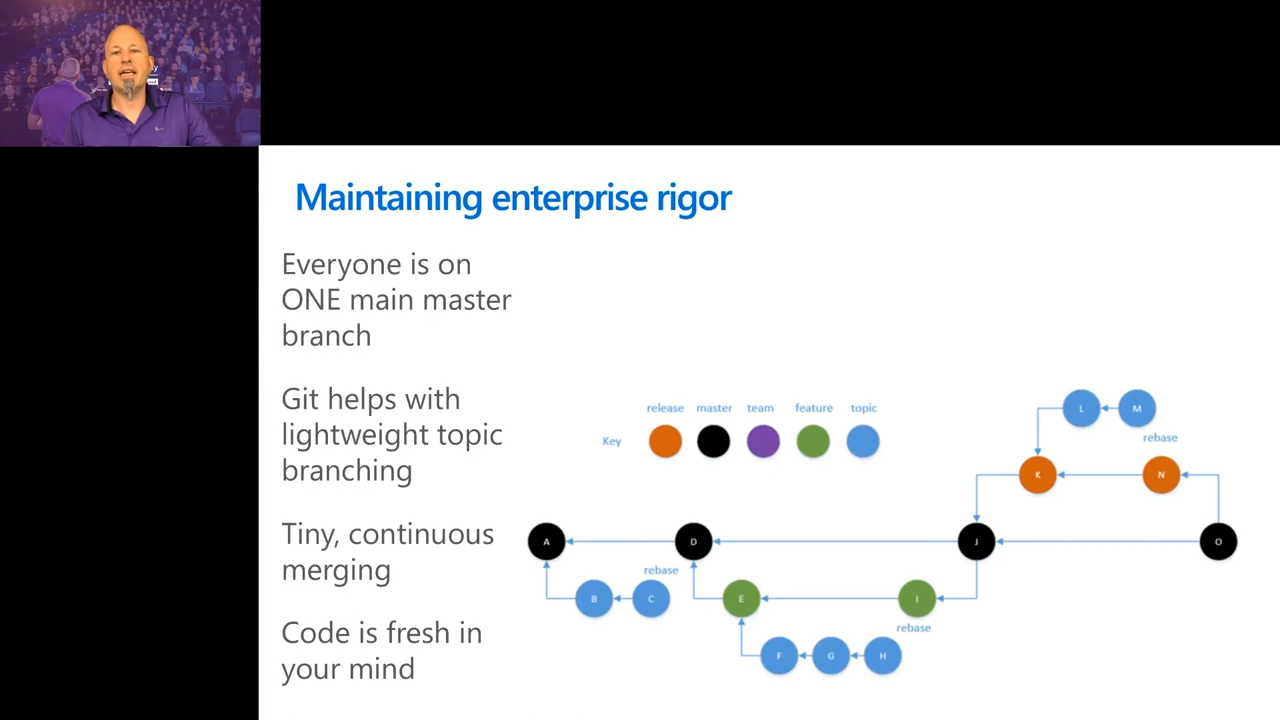 Maintaining enterprise rigor
Everyone is on
ONE main master
branch
Git helps with
lightweight topic
branching
Tiny, continuous
merging
Code is fresh in
your mind
release master team feature topic
Key
L M
rebase
K N
A D J O
rebase
B C E I
rebase
F G H